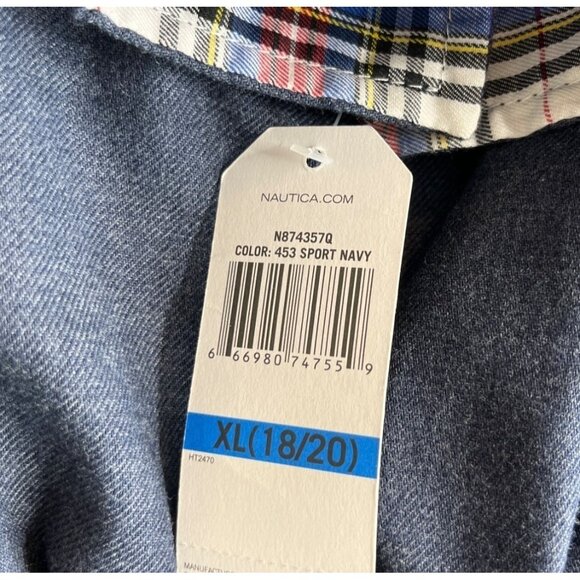 NAUTICA.COM
N874357Q
COLOR: 453 SPORT NAVY
6 66980 74755 9
XL(18/20)
HT2470